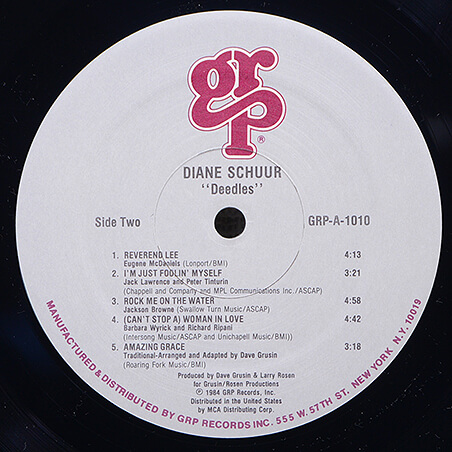 grp®
DIANE SCHUUR
"Deedles"
Side Two
GRP-A-1010
1. REVEREND LEE 4:13
Eugene McDaniels (Lonport/BMI)
2. I'M JUST FOOLIN' MYSELF 3:21
Jack Lawrence and Peter Tinturin
(Chappell and Company and MPL Communications Inc./ASCAP)
3. ROCK ME ON THE WATER 4:58
Jackson Browne (Swallow Turn Music/ASCAP)
4. (CAN'T STOP A) WOMAN IN LOVE 4:42
Barbara Wyrick and Richard Ripani
(Intersong Music/ASCAP and Unichapell Music/BMI))
5. AMAZING GRACE 3:18
Traditional-Arranged and Adapted by Dave Grusin
(Roaring Fork Music/BMI)
Produced by Dave Grusin & Larry Rosen
for Grusin/Rosen Productions
℗ 1984 GRP Records, Inc.
Distributed in the United States
by MCA Distributing Corp.
MANUFACTURED & DISTRIBUTED BY GRP RECORDS INC. 555 W. 57TH ST. NEW YORK N.Y. 10019